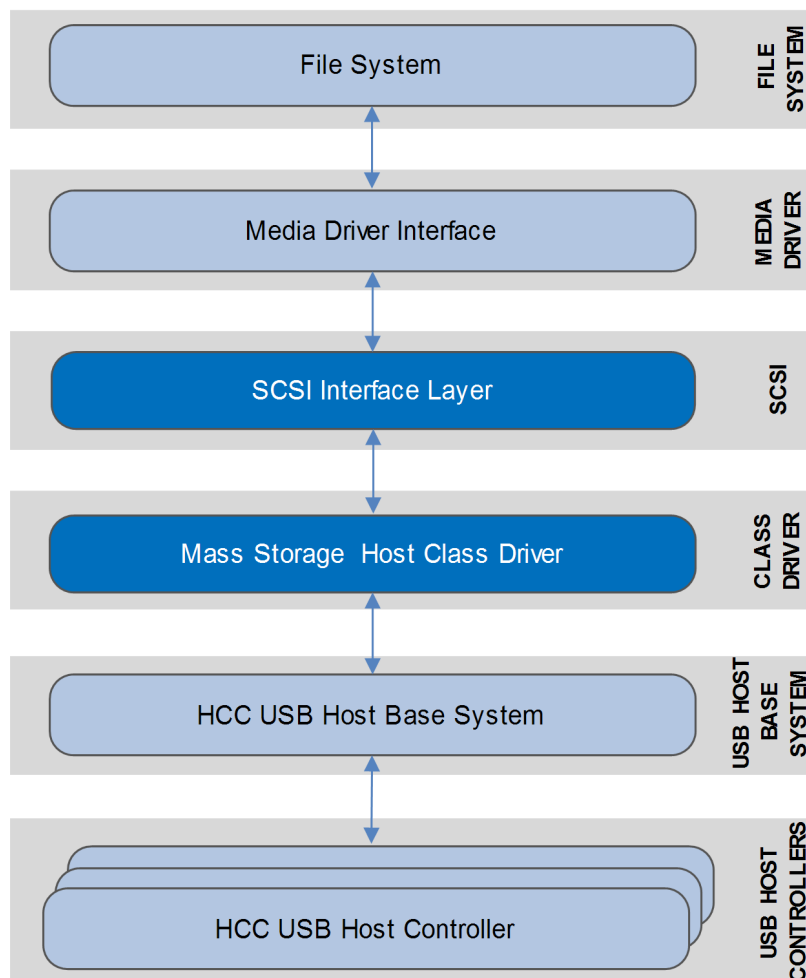 File System
FILE
SYSTEM
Media Driver Interface
MEDIA
DRIVER
SCSI Interface Layer
SCSI
Mass Storage Host Class Driver
CLASS
DRIVER
HCC USB Host Base System
USB HOST
BASE
SYSTEM
HCC USB Host Controller
USB HOST
CONTROLLERS